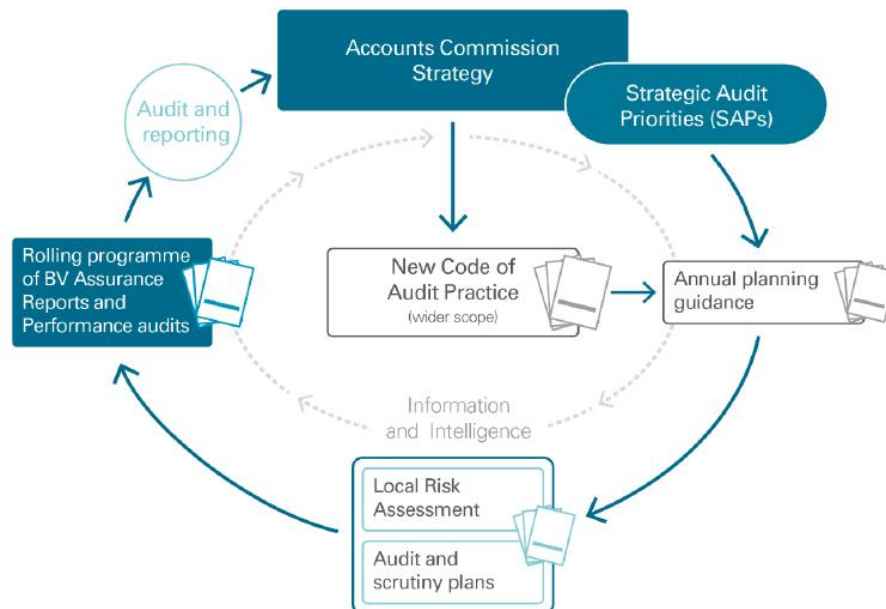 Accounts Commission
Strategy
Strategic Audit
Priorities (SAPs)
Audit and
reporting
Rolling programme
of BV Assurance
Reports and
Performance audits
New Code of
Audit Practice
(wider scope)
Annual planning
guidance
Information
and Intelligence
Local Risk
Assessment
Audit and
scrutiny plans